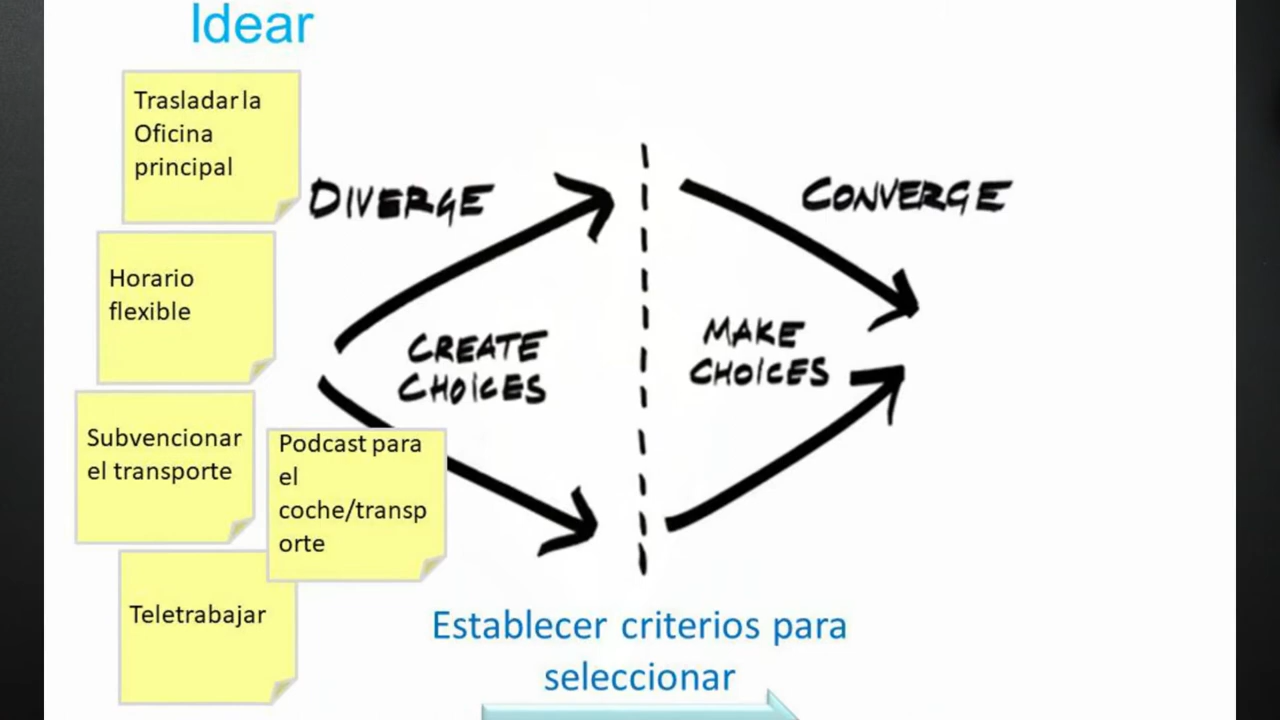 Idear
Trasladar la
Oficina
principal
DIVERGE
CONVERGE
Horario
flexible
CREATE
CHOICES
MAKE
CHOICES
Subvencionar
el transporte
Podcast para
el
coche/transp
orte
Teletrabajar
Establecer criterios para
seleccionar